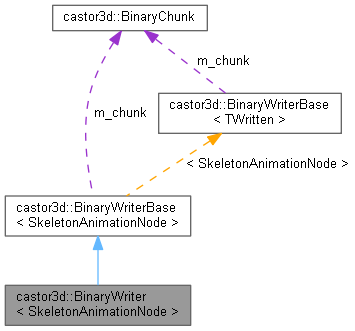 castor3d::BinaryChunk
m_chunk
m_chunk
castor3d::BinaryWriterBase
< TWritten >
< SkeletonAnimationNode >
castor3d::BinaryWriterBase
< SkeletonAnimationNode >
castor3d::BinaryWriter
< SkeletonAnimationNode >